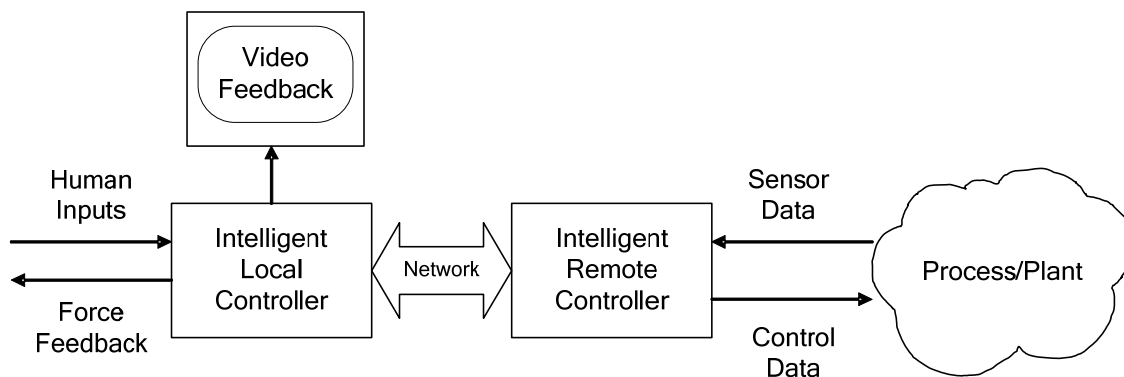 Video
Feedback
Human
Inputs
Force
Feedback
Intelligent
Local
Controller
Network
Intelligent
Remote
Controller
Sensor
Data
Control
Data
Process/Plant